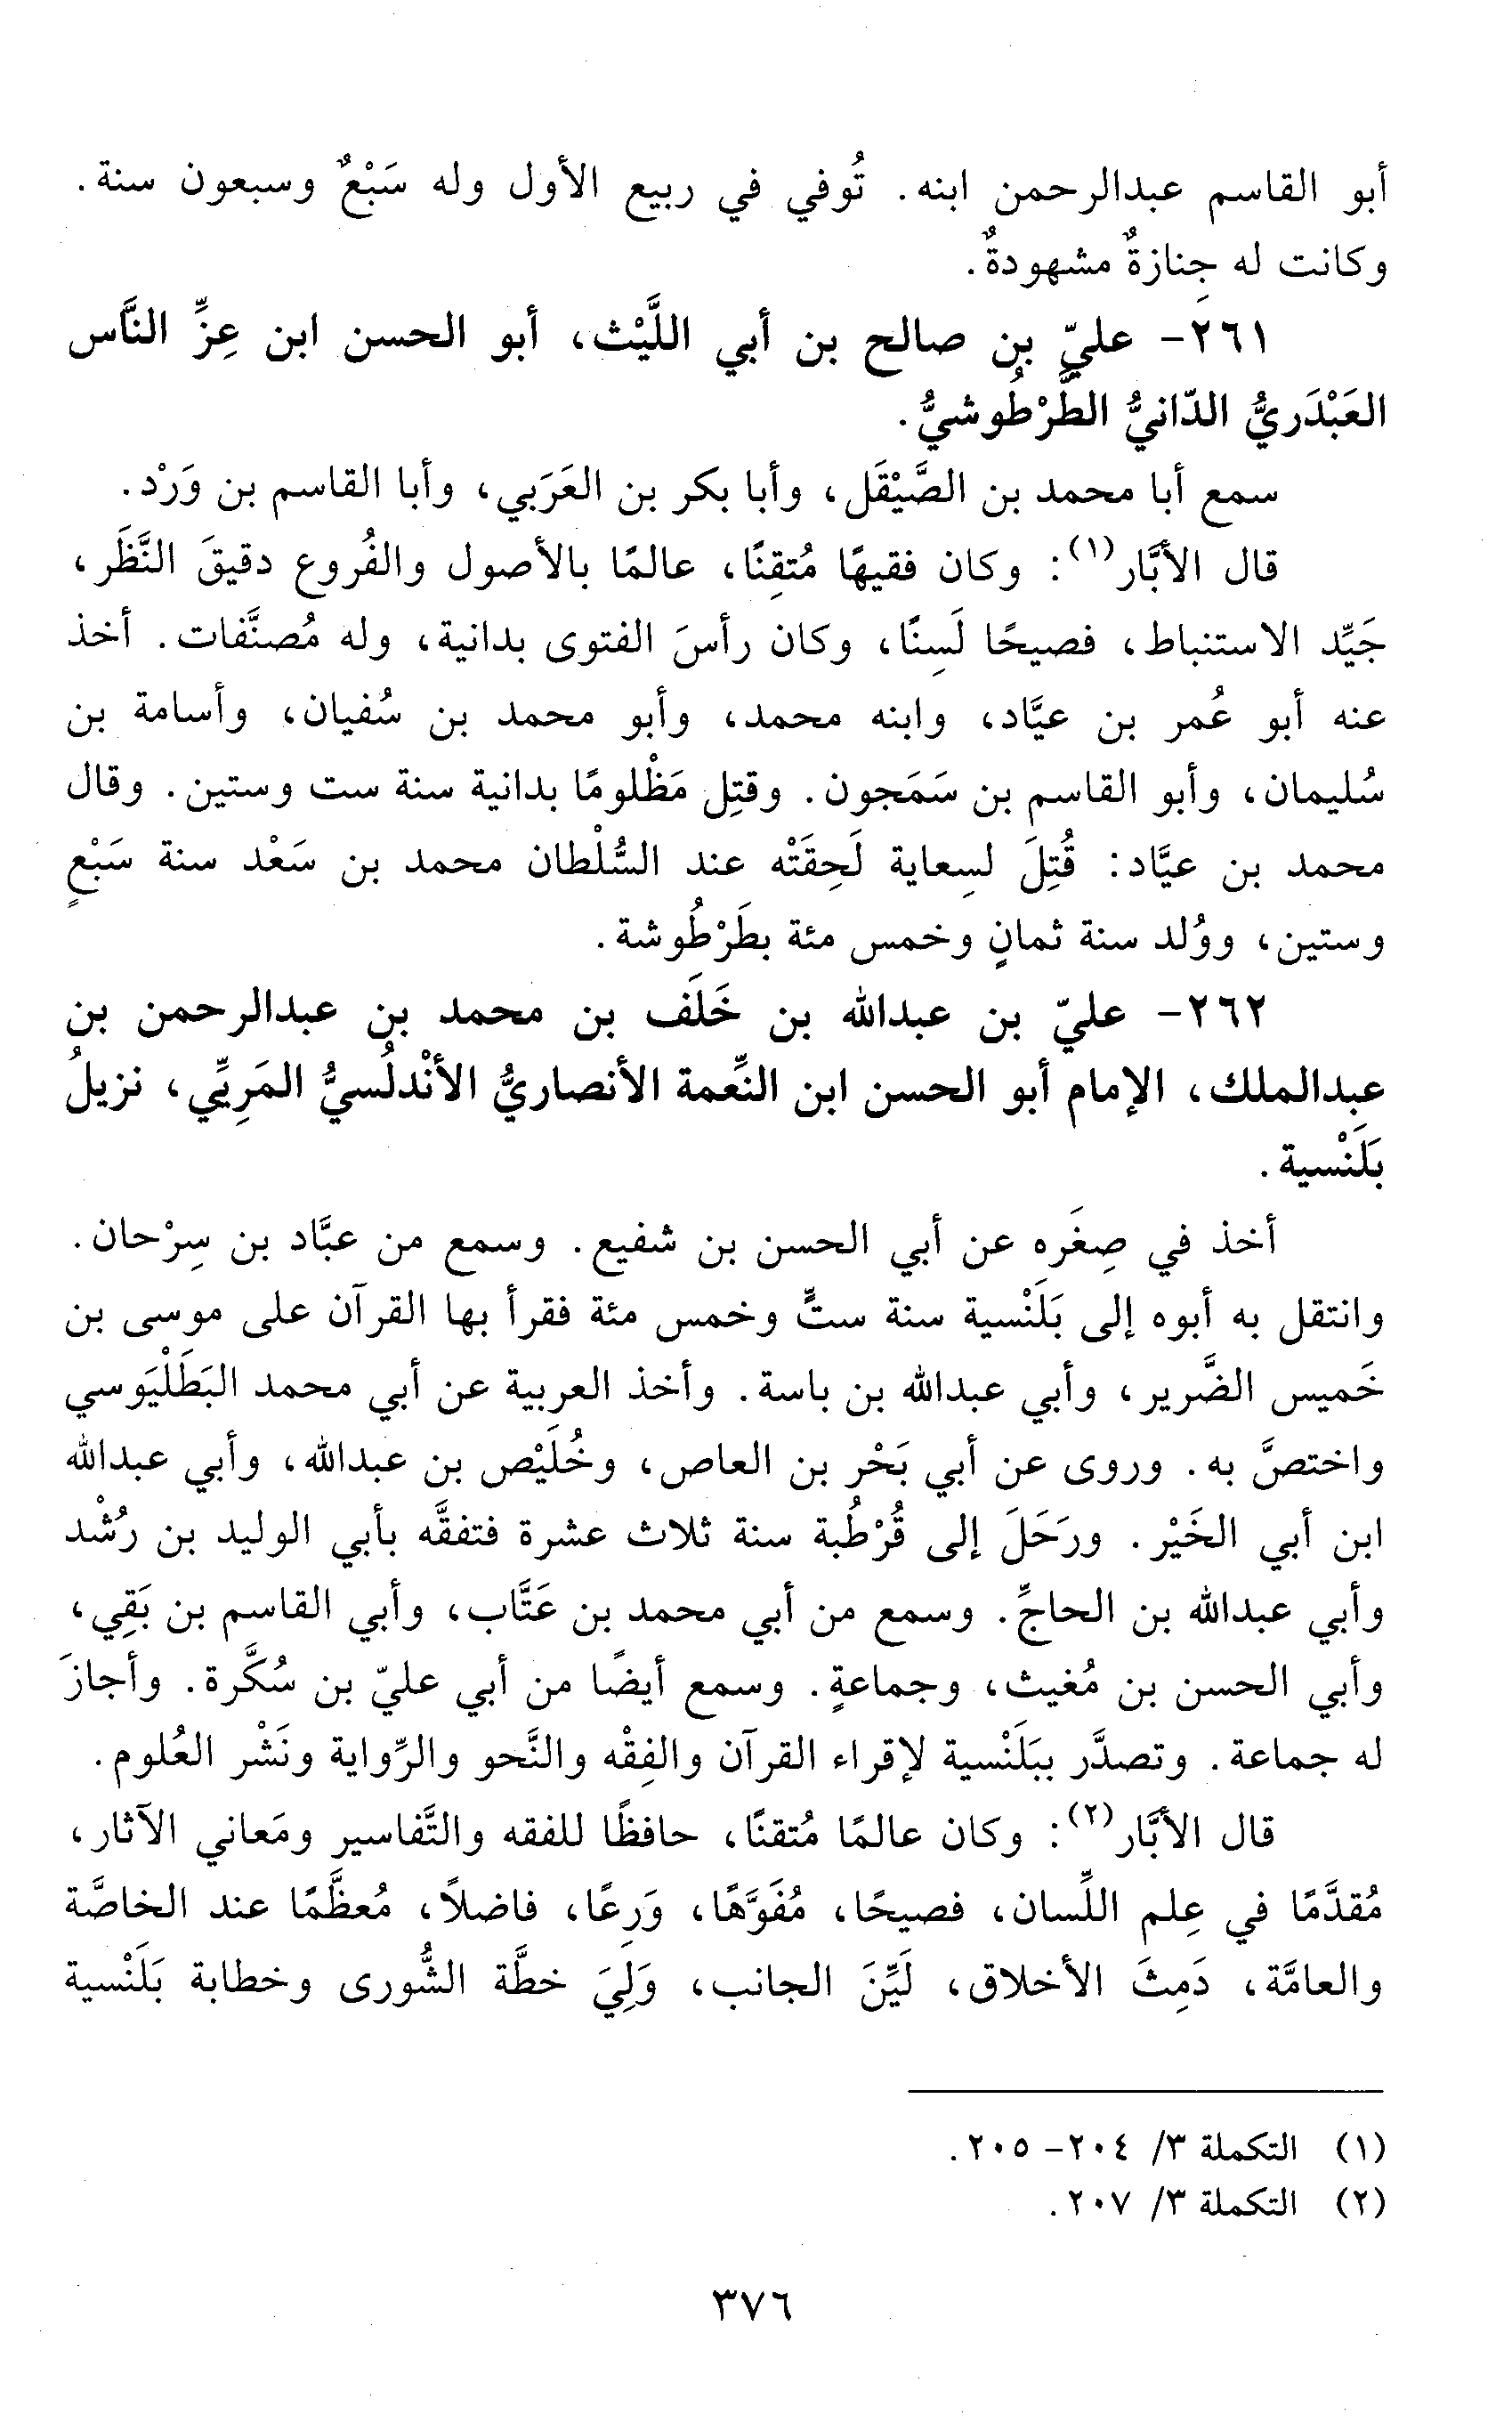 أبو القاسم عبدالرحمن ابنه. تُوفي في ربيع الأول وله سَبْعٌ وسبعون سنة.
وكانت له جِنازةٌ مشهودةٌ.
٢٦١- عليّ بن صالح بن أبي اللَّيْث، أبو الحسن ابن عِزِّ النَّاس
العَبْدَريُّ الدّانيُّ الطَّرْطُوشيُّ.
سمع أبا محمد بن الصَّيْقَل، وأبا بكر بن العَرَبي، وأبا القاسم بن وَرْد.
قال الأبَّار(١): وكان فقيهًا مُتقِنًا، عالمًا بالأصول والفُروع دقيقَ النَّظَر،
جَيِّد الاستنباط، فصيحًا لَسِنًا، وكان رأسَ الفتوى بدانية، وله مُصنَّفات. أخذ
عنه أبو عُمر بن عيَّاد، وابنه محمد، وأبو محمد بن سُفيان، وأسامة بن
سُليمان، وأبو القاسم بن سَمَجون. وقتِل مَظْلومًا بدانية سنة ست وستين. وقال
محمد بن عيَّاد: قُتِلَ لسِعاية لَحِقَتْه عند السُّلْطان محمد بن سَعْد سنة سَبْعٍ
وستين، ووُلد سنة ثمانٍ وخمس مئة بطَرْطُوشة.
٢٦٢- عليّ بن عبدالله بن خَلَف بن محمد بن عبدالرحمن بن
عبدالملك، الإمام أبو الحسن ابن النِّعمة الأنصاريُّ الأنْدلُسيُّ المَرِيِّي، نزيلُ
بَلَنْسية.
أخذ في صِغَره عن أبي الحسن بن شفيع. وسمع من عبَّاد بن سِرْحان.
وانتقل به أبوه إلى بَلَنْسية سنة ستٍّ وخمس مئة فقرأ بها القرآن على موسى بن
خَميس الضَّرير، وأبي عبدالله بن باسة. وأخذ العربية عن أبي محمد البَطَلْيَوسي
واختصَّ به. وروى عن أبي بَحْر بن العاص، وخُلَيْص بن عبدالله، وأبي عبدالله
ابن أبي الخَيْر. ورَحَلَ إلى قُرْطُبة سنة ثلاث عشرة فتفقَّه بأبي الوليد بن رُشْد
وأبي عبدالله بن الحاجِّ. وسمع من أبي محمد بن عَتَّاب، وأبي القاسم بن بَقِي،
وأبي الحسن بن مُغيث، وجماعةٍ. وسمع أيضًا من أبي عليّ بن سُكَّرة. وأجازَ
له جماعة. وتصدَّر ببَلَنْسية لإقراء القرآن والفِقْه والنَّحو والرِّواية ونَشْر العُلوم.
قال الأبَّار(٢): وكان عالمًا مُتقنًا، حافظًا للفقه والتَّفاسير ومَعاني الآثار،
مُقدَّمًا في عِلم اللِّسان، فصيحًا، مُفَوَّهًا، وَرِعًا، فاضلاً، مُعظَّمًا عند الخاصَّة
والعامَّة، دَمِثَ الأخلاق، لَيِّنَ الجانب، وَلِيَ خطَّة الشُّورى وخطابة بَلَنْسية
(١) التكملة ٣/ ٢٠٤- ٢٠٥.
(٢) التكملة ٣/ ٢٠٧.
٣٧٦